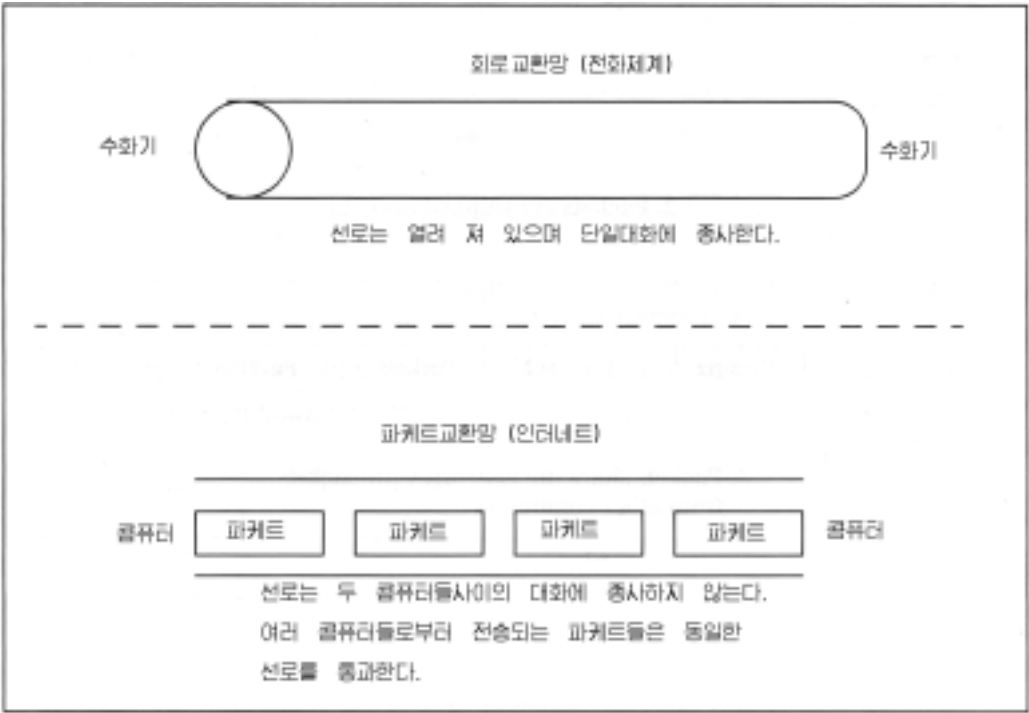 회로교환망 (전화체계)
수화기
수화기
선로는 열려 져 있으며 단일대화에 종사한다.
파케트교환망 (인터네트)
콤퓨터 파케트 파케트 파케트 파케트 콤퓨터
선로는 두 콤퓨터들사이의 대화에 종사하지 않는다.
여러 콤퓨터들로부터 전송되는 파케트들은 동일한
선로를 통과한다.